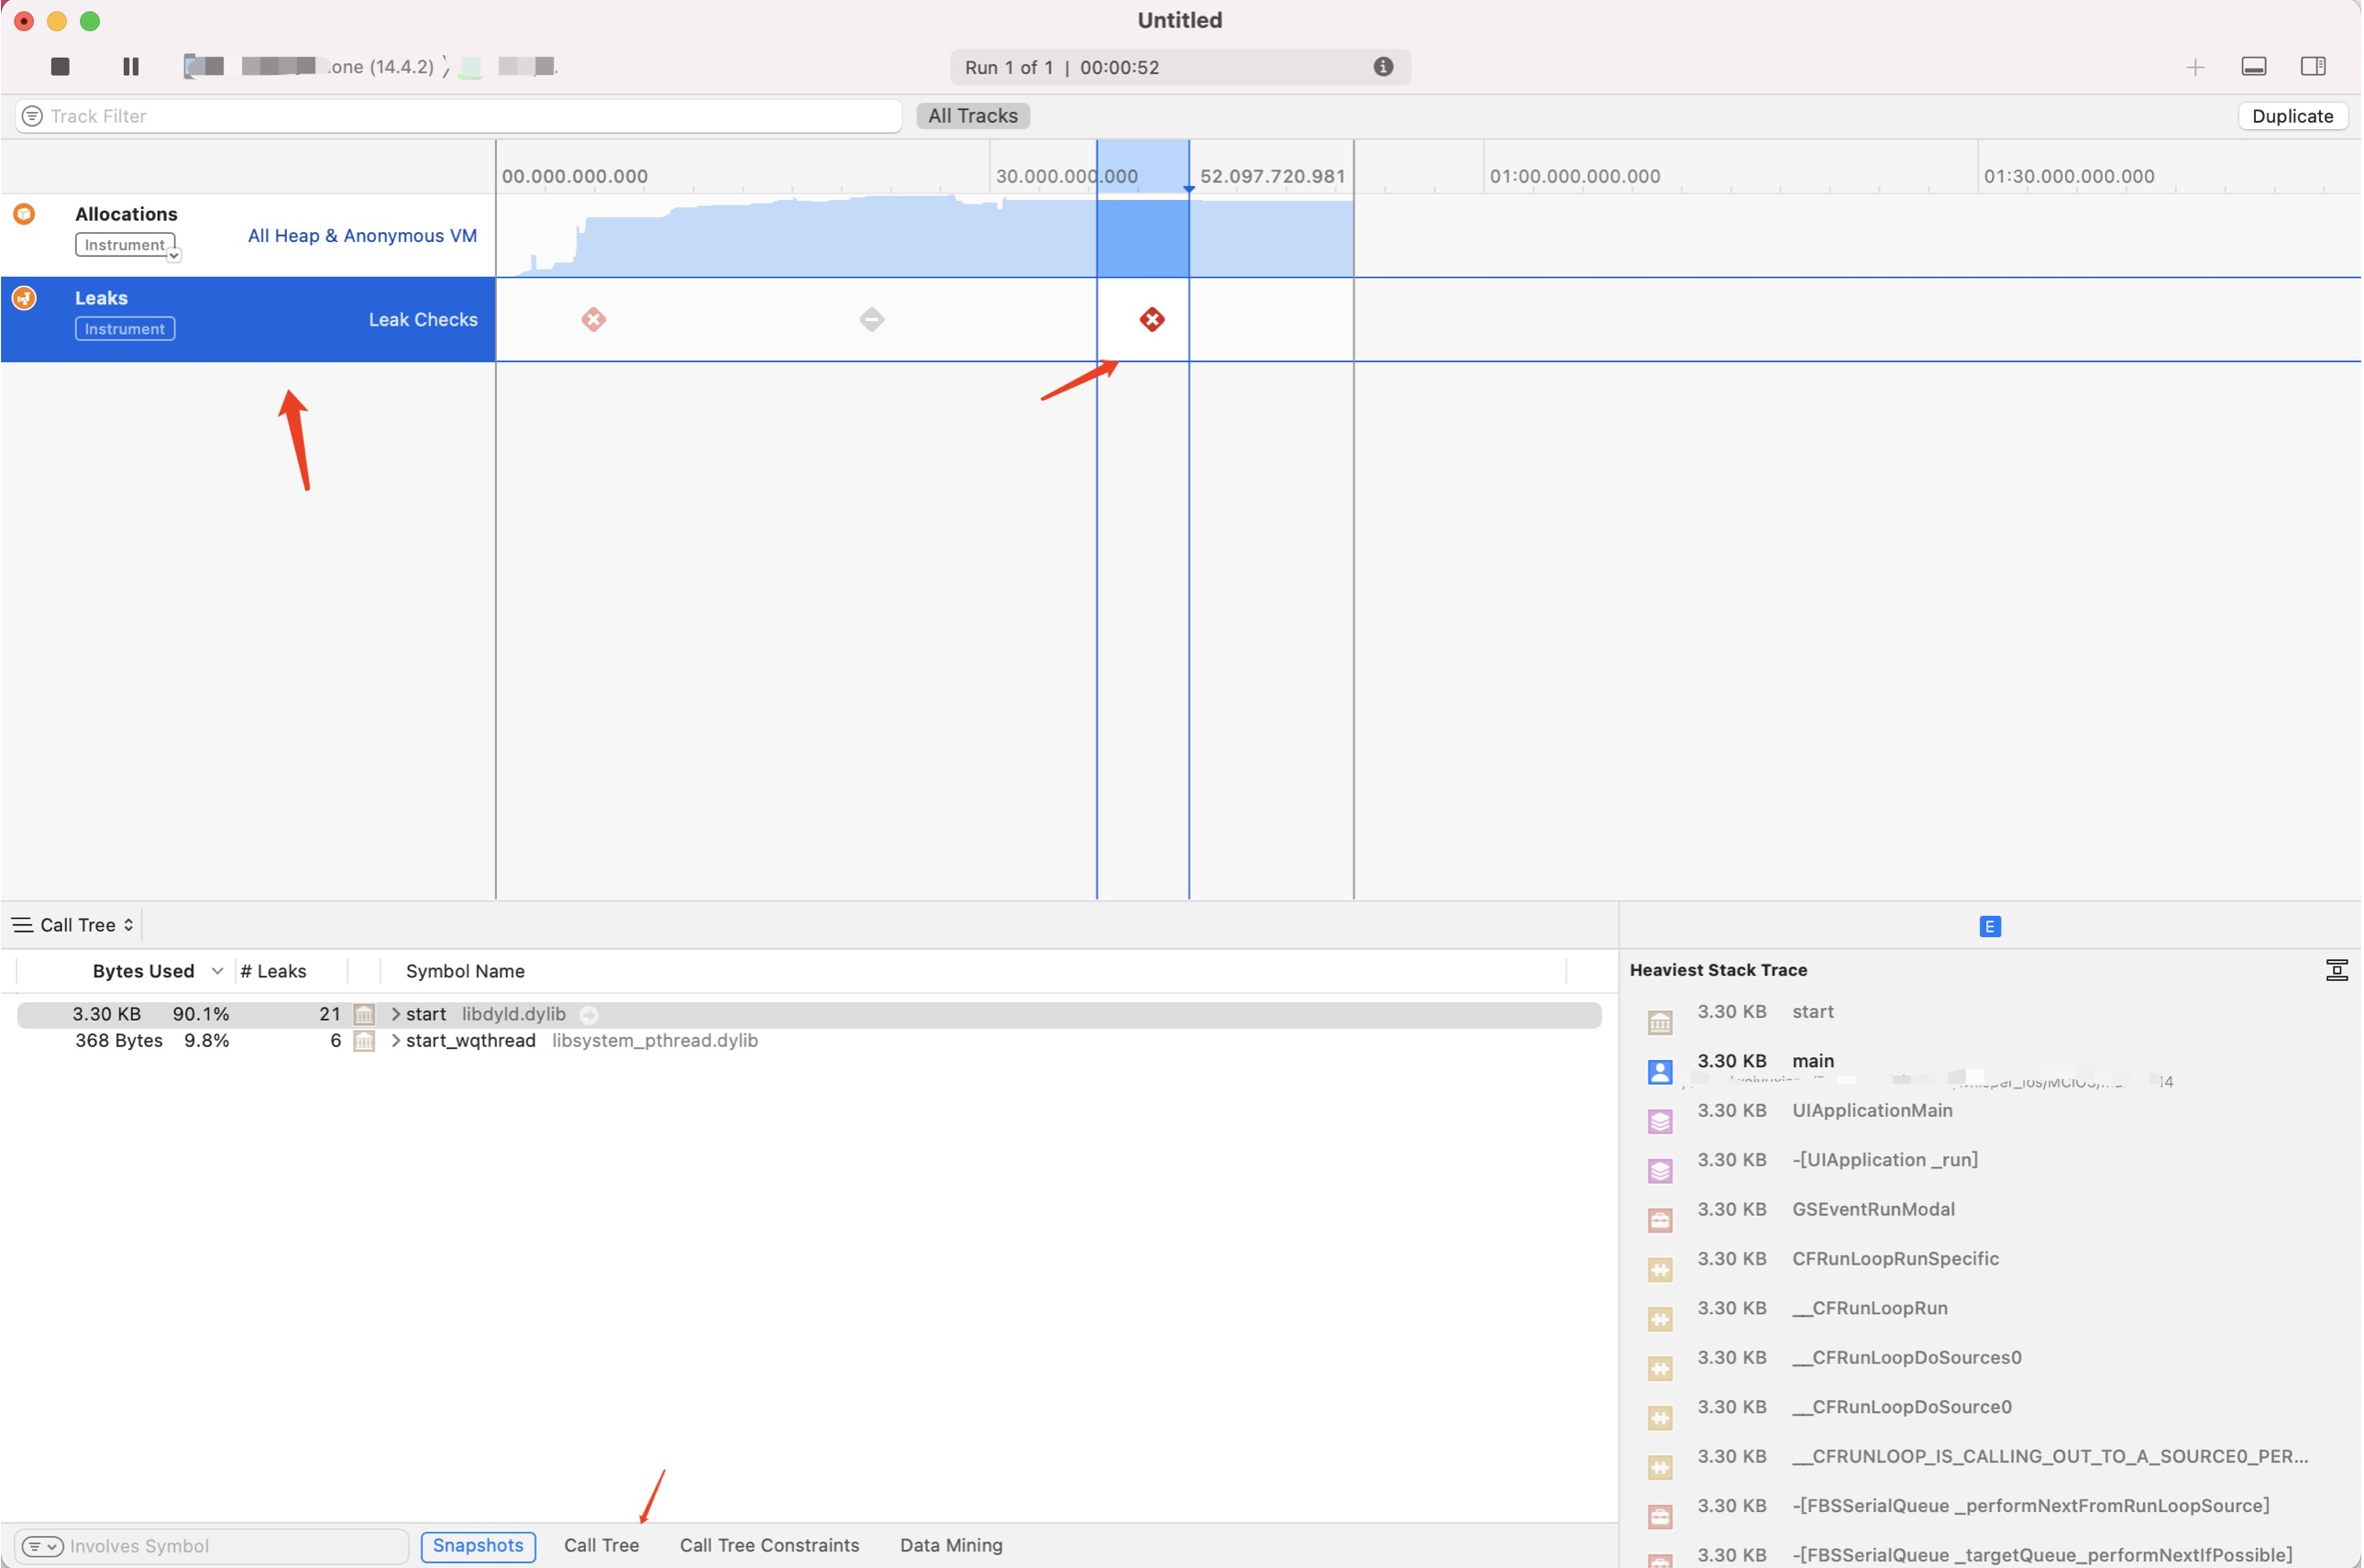 Untitled
one (14.4.2)
Run 1 of 1 | 00:00:52
Track Filter
All Tracks
Duplicate
00.000.000.000
30.000.000.000
52.097.720.981
01:00.000.000.000
01:30.000.000.000
Allocations
Instrument
All Heap & Anonymous VM
Leaks
Instrument
Leak Checks
Call Tree
E
Bytes Used
# Leaks
Symbol Name
3.30 KB 90.1% 21 start libdyld.dylib
368 Bytes 9.8% 6 start_wqthread libsystem_pthread.dylib
Heaviest Stack Trace
3.30 KB start
3.30 KB main
3.30 KB UIApplicationMain
3.30 KB -[UIApplication _run]
3.30 KB GSEventRunModal
3.30 KB CFRunLoopRunSpecific
3.30 KB __CFRunLoopRun
3.30 KB __CFRunLoopDoSources0
3.30 KB __CFRunLoopDoSource0
3.30 KB __CFRUNLOOP_IS_CALLING_OUT_TO_A_SOURCE0_PER...
3.30 KB -[FBSSerialQueue _performNextFromRunLoopSource]
3.30 KB -[FBSSerialQueue _targetQueue_performNextIfPossible]
Involves Symbol
Snapshots
Call Tree
Call Tree Constraints
Data Mining